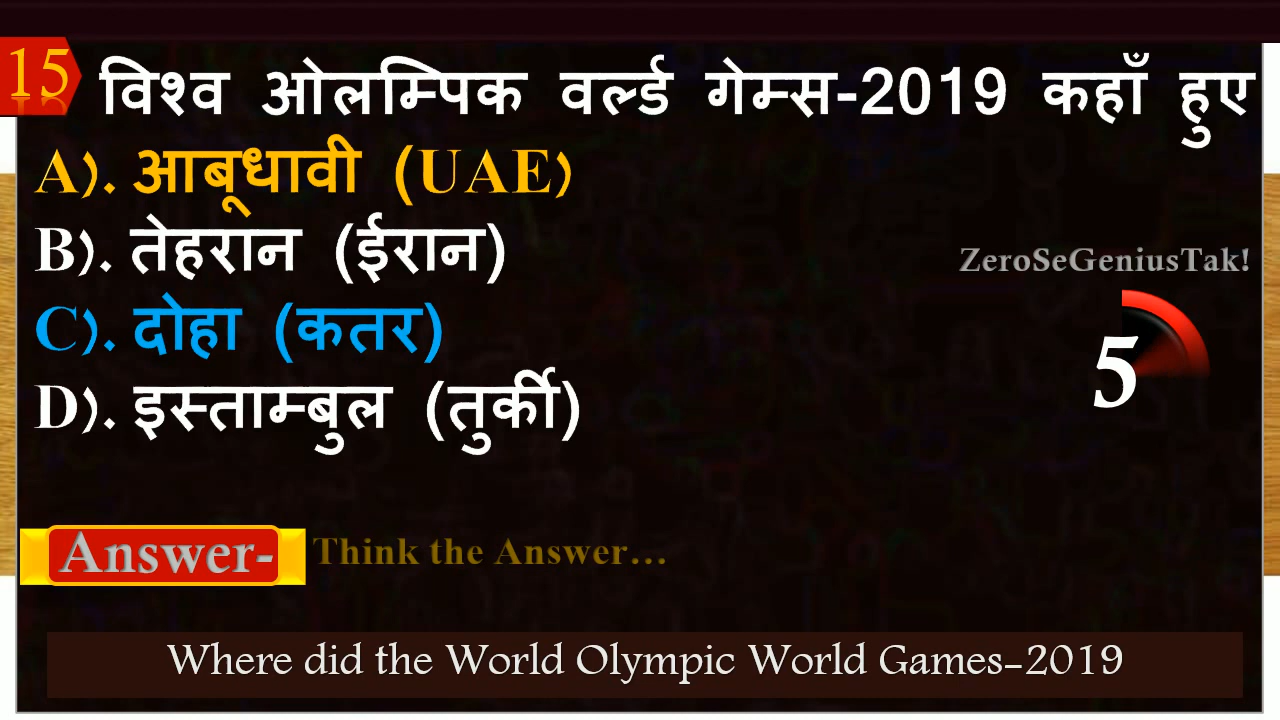 15
विश्व ओलम्पिक वर्ल्ड गेम्स-2019 कहाँ हुए
A). आबूधावी (UAE)
B). तेहरान (ईरान)
C). दोहा (कतर)
D). इस्ताम्बुल (तुर्की)
ZeroSeGeniusTak!
5
Answer- Think the Answer...
Where did the World Olympic World Games-2019